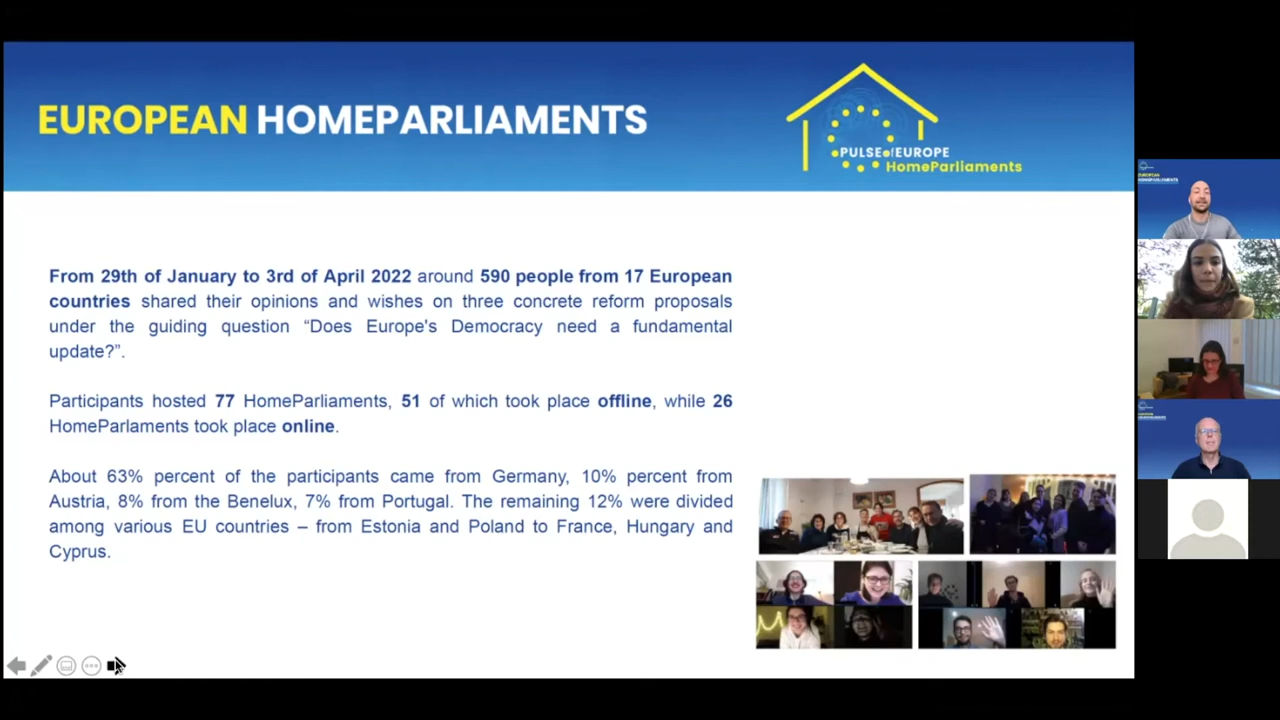 EUROPEAN HOMEPARLIAMENTS
PULSE of EUROPE
HomeParliaments
From 29th of January to 3rd of April 2022 around 590 people from 17 European
countries shared their opinions and wishes on three concrete reform proposals
under the guiding question “Does Europe's Democracy need a fundamental
update?”.
Participants hosted 77 HomeParliaments, 51 of which took place offline, while 26
HomeParlaments took place online.
About 63% percent of the participants came from Germany, 10% percent from
Austria, 8% from the Benelux, 7% from Portugal. The remaining 12% were divided
among various EU countries – from Estonia and Poland to France, Hungary and
Cyprus.
EUROPEAN
HOMEPARLIAMENTS
EUROPEAN
HOMEPARLIAMENTS